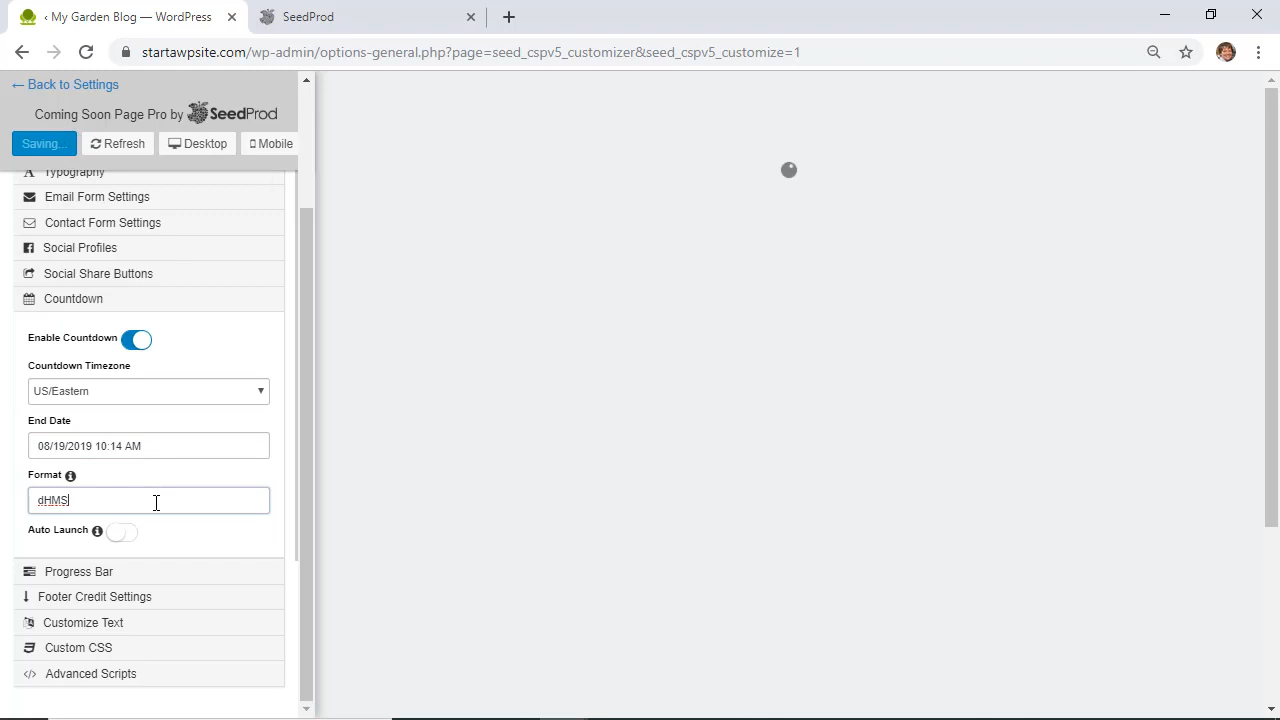 ‹ My Garden Blog — WordPress
SeedProd
startawpsite.com/wp-admin/options-general.php?page=seed_cspv5_customizer&seed_cspv5_customize=1
← Back to Settings
Coming Soon Page Pro by SeedProd
Saving... Refresh Desktop Mobile
Typography
Email Form Settings
Contact Form Settings
Social Profiles
Social Share Buttons
Countdown
Enable Countdown
Countdown Timezone
US/Eastern
End Date
08/19/2019 10:14 AM
Format
dHMS
Auto Launch
Progress Bar
Footer Credit Settings
Customize Text
Custom CSS
Advanced Scripts